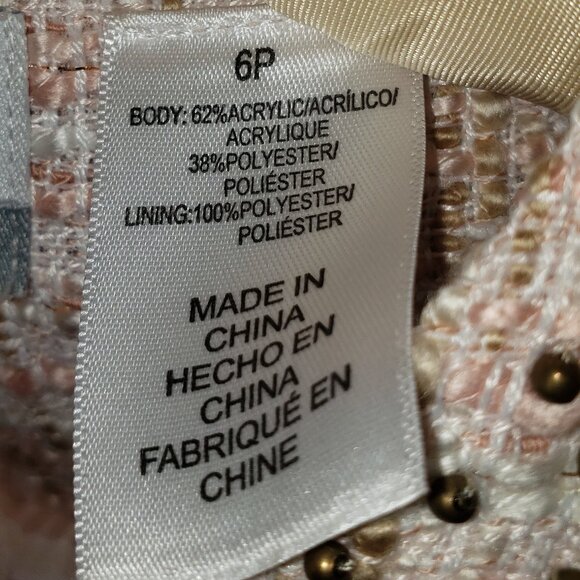 6P
BODY: 62%ACRYLIC/ACRÍLICO/
ACRYLIQUE
38%POLYESTER/
POLIÉSTER
LINING:100%POLYESTER/
POLIÉSTER
MADE IN
CHINA
HECHO EN
CHINA
FABRIQUÉ EN
CHINE